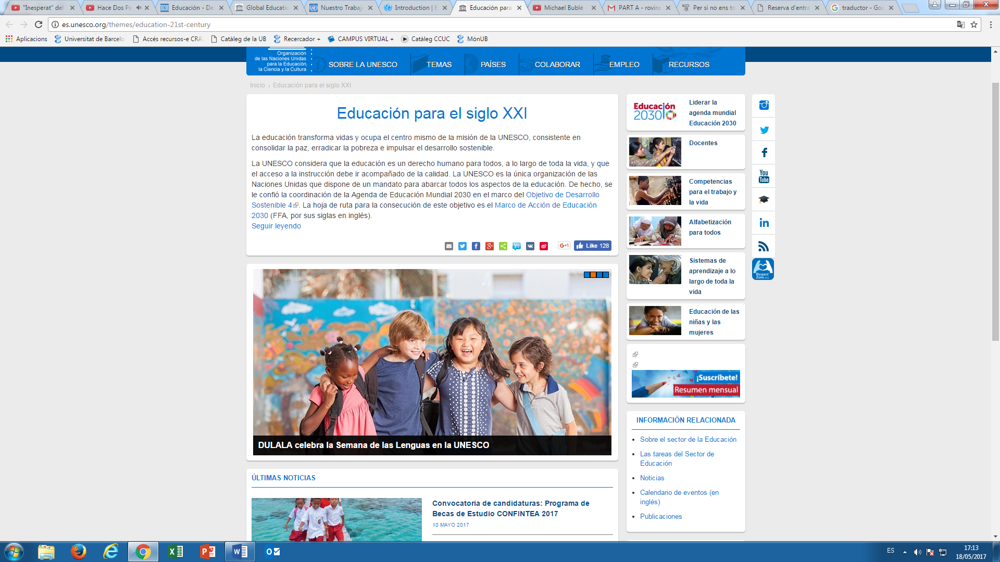 "Inesperat" del
Hace Dos Pe
Educación - De
Global Educatio
Nuestro Trabajo
Introduction | E
Educación para
Michael Bublé -
PART A - rovira
Per si no ens to
Reserva d'entra
traductor - Goo
es.unesco.org/themes/education-21st-century
Aplicacions
Universitat de Barcelo
Accés recursos-e CRA
Catàleg de la UB
Recercador +
CAMPUS VIRTUAL +
Catàleg CCUC
MónUB
Organización
de las Naciones Unidas
para la Educación,
la Ciencia y la Cultura
SOBRE LA UNESCO
TEMAS
PAÍSES
COLABORAR
EMPLEO
RECURSOS
Inicio › Educación para el siglo XXI
Educación para el siglo XXI
La educación transforma vidas y ocupa el centro mismo de la misión de la UNESCO, consistente en
consolidar la paz, erradicar la pobreza e impulsar el desarrollo sostenible.
La UNESCO considera que la educación es un derecho humano para todos, a lo largo de toda la vida, y que
el acceso a la instrucción debe ir acompañado de la calidad. La UNESCO es la única organización de las
Naciones Unidas que dispone de un mandato para abarcar todos los aspectos de la educación. De hecho, se
le confió la coordinación de la Agenda de Educación Mundial 2030 en el marco del Objetivo de Desarrollo
Sostenible 4. La hoja de ruta para la consecución de este objetivo es el Marco de Acción de Educación
2030 (FFA, por sus siglas en inglés).
Seguir leyendo
G+1
Like 128
DULALA celebra la Semana de las Lenguas en la UNESCO
ÚLTIMAS NOTICIAS
Convocatoria de candidaturas: Programa de
Becas de Estudio CONFINTEA 2017
10 MAYO 2017
Educación
2030
Liderar la
agenda mundial
Educación 2030
Docentes
Competencias
para el trabajo y
la vida
Alfabetización
para todos
Sistemas de
aprendizaje a lo
largo de toda la
vida
Educación de las
niñas y las
mujeres
¡Suscríbete!
Resumen mensual
INFORMACIÓN RELACIONADA
Sobre el sector de la Educación
Las tareas del Sector de
Educación
Noticias
Calendario de eventos (en
inglés)
Publicaciones
You
Tube
in
Respect
Zone.org
ES
17:13
18/05/2017